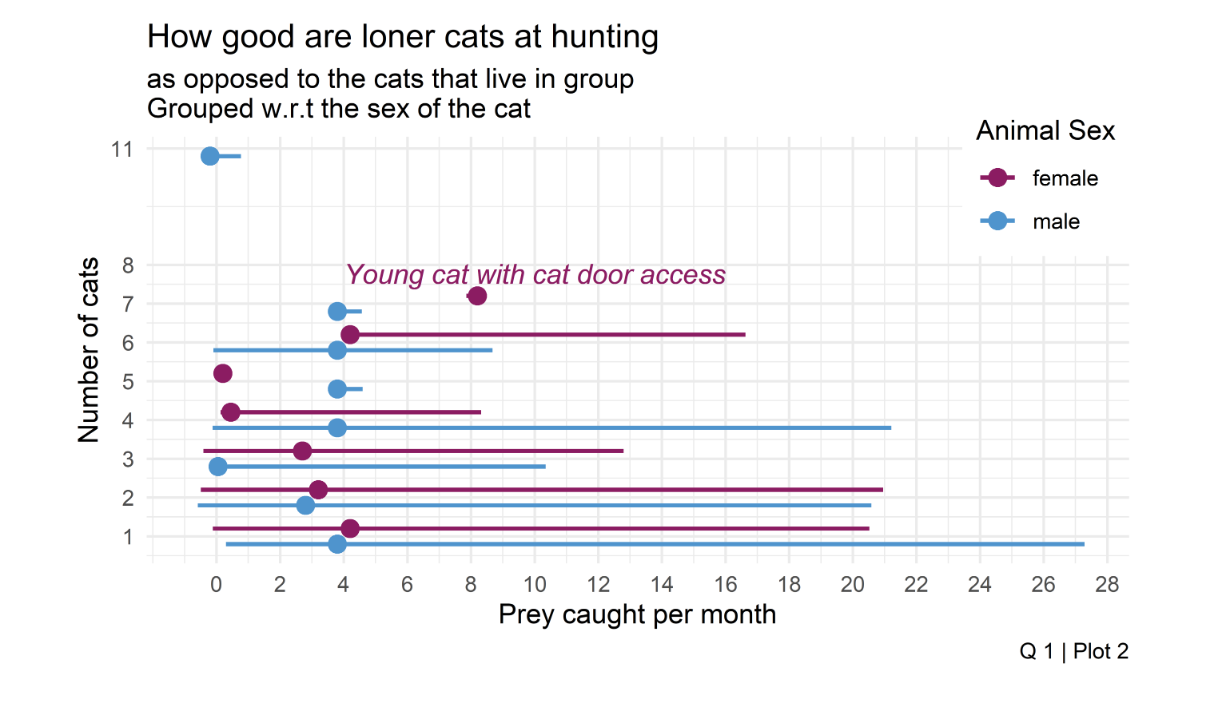 How good are loner cats at hunting
as opposed to the cats that live in group
Grouped w.r.t the sex of the cat
Animal Sex
female
male
Number of cats
11
8
7
6
5
4
3
2
1
Young cat with cat door access
0 2 4 6 8 10 12 14 16 18 20 22 24 26 28
Prey caught per month
Q 1 | Plot 2